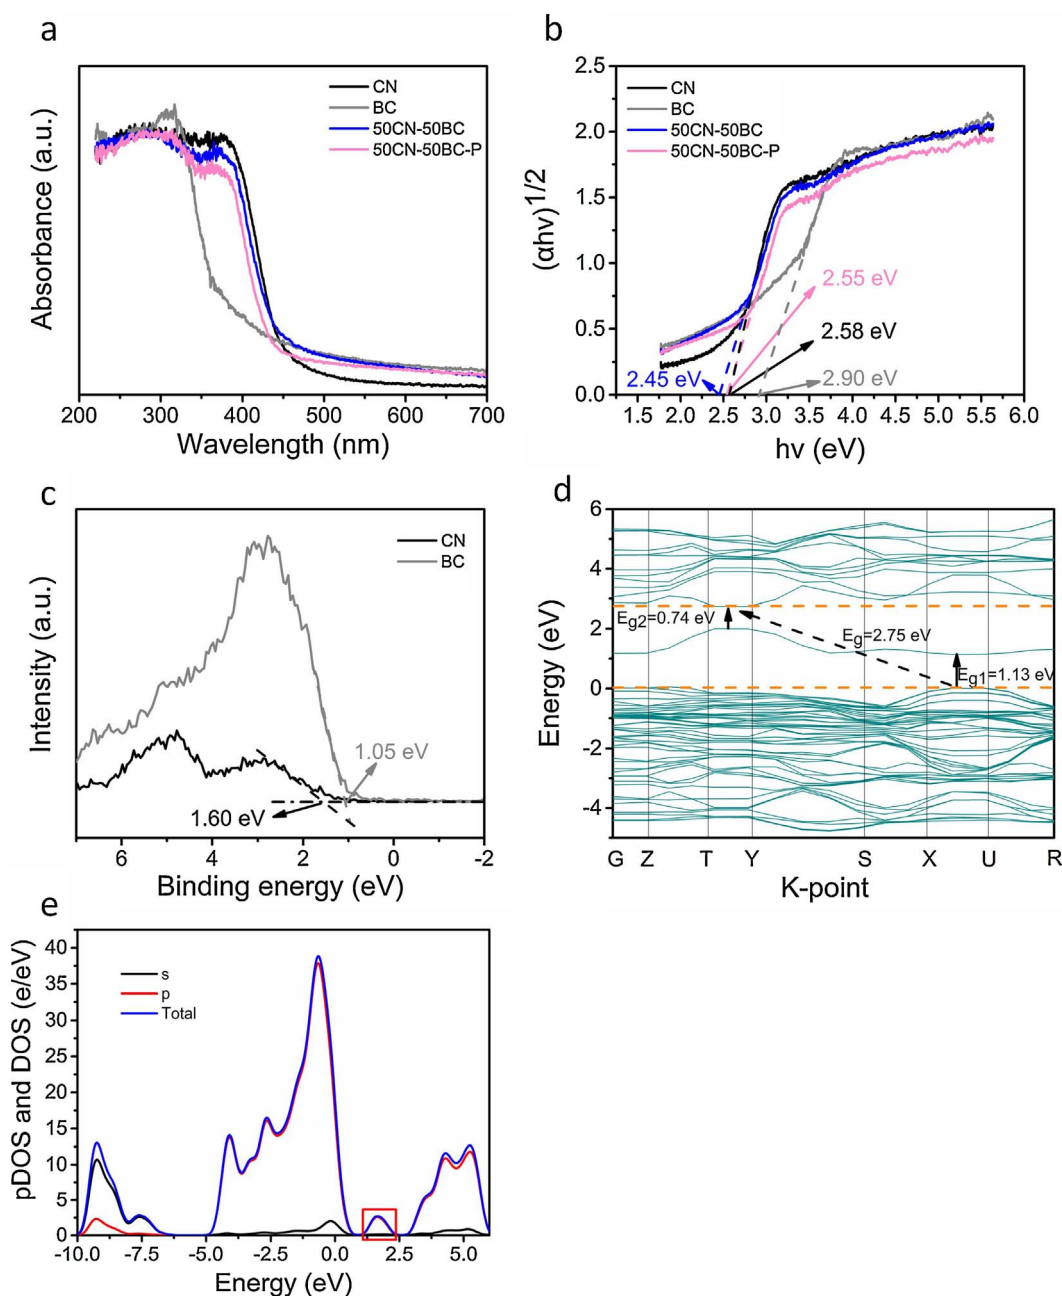 a
Absorbance (a.u.)
CN
BC
50CN-50BC
50CN-50BC-P
200 300 400 500 600 700
Wavelength (nm)
b
(αhv)1/2
2.5
2.0
1.5
1.0
0.5
0.0
CN
BC
50CN-50BC
50CN-50BC-P
2.55 eV
2.58 eV
2.45 eV
2.90 eV
1.5 2.0 2.5 3.0 3.5 4.0 4.5 5.0 5.5 6.0
hv (eV)
c
Intensity (a.u.)
CN
BC
1.05 eV
1.60 eV
6 4 2 0 -2
Binding energy (eV)
d
Energy (eV)
6
4
2
0
-2
-4
Eg2=0.74 eV
Eg=2.75 eV
Eg1=1.13 eV
G Z T Y S X U R
K-point
e
pDOS and DOS (e/eV)
40
35
30
25
20
15
10
5
0
s
p
Total
-10.0 -7.5 -5.0 -2.5 0.0 2.5 5.0
Energy (eV)